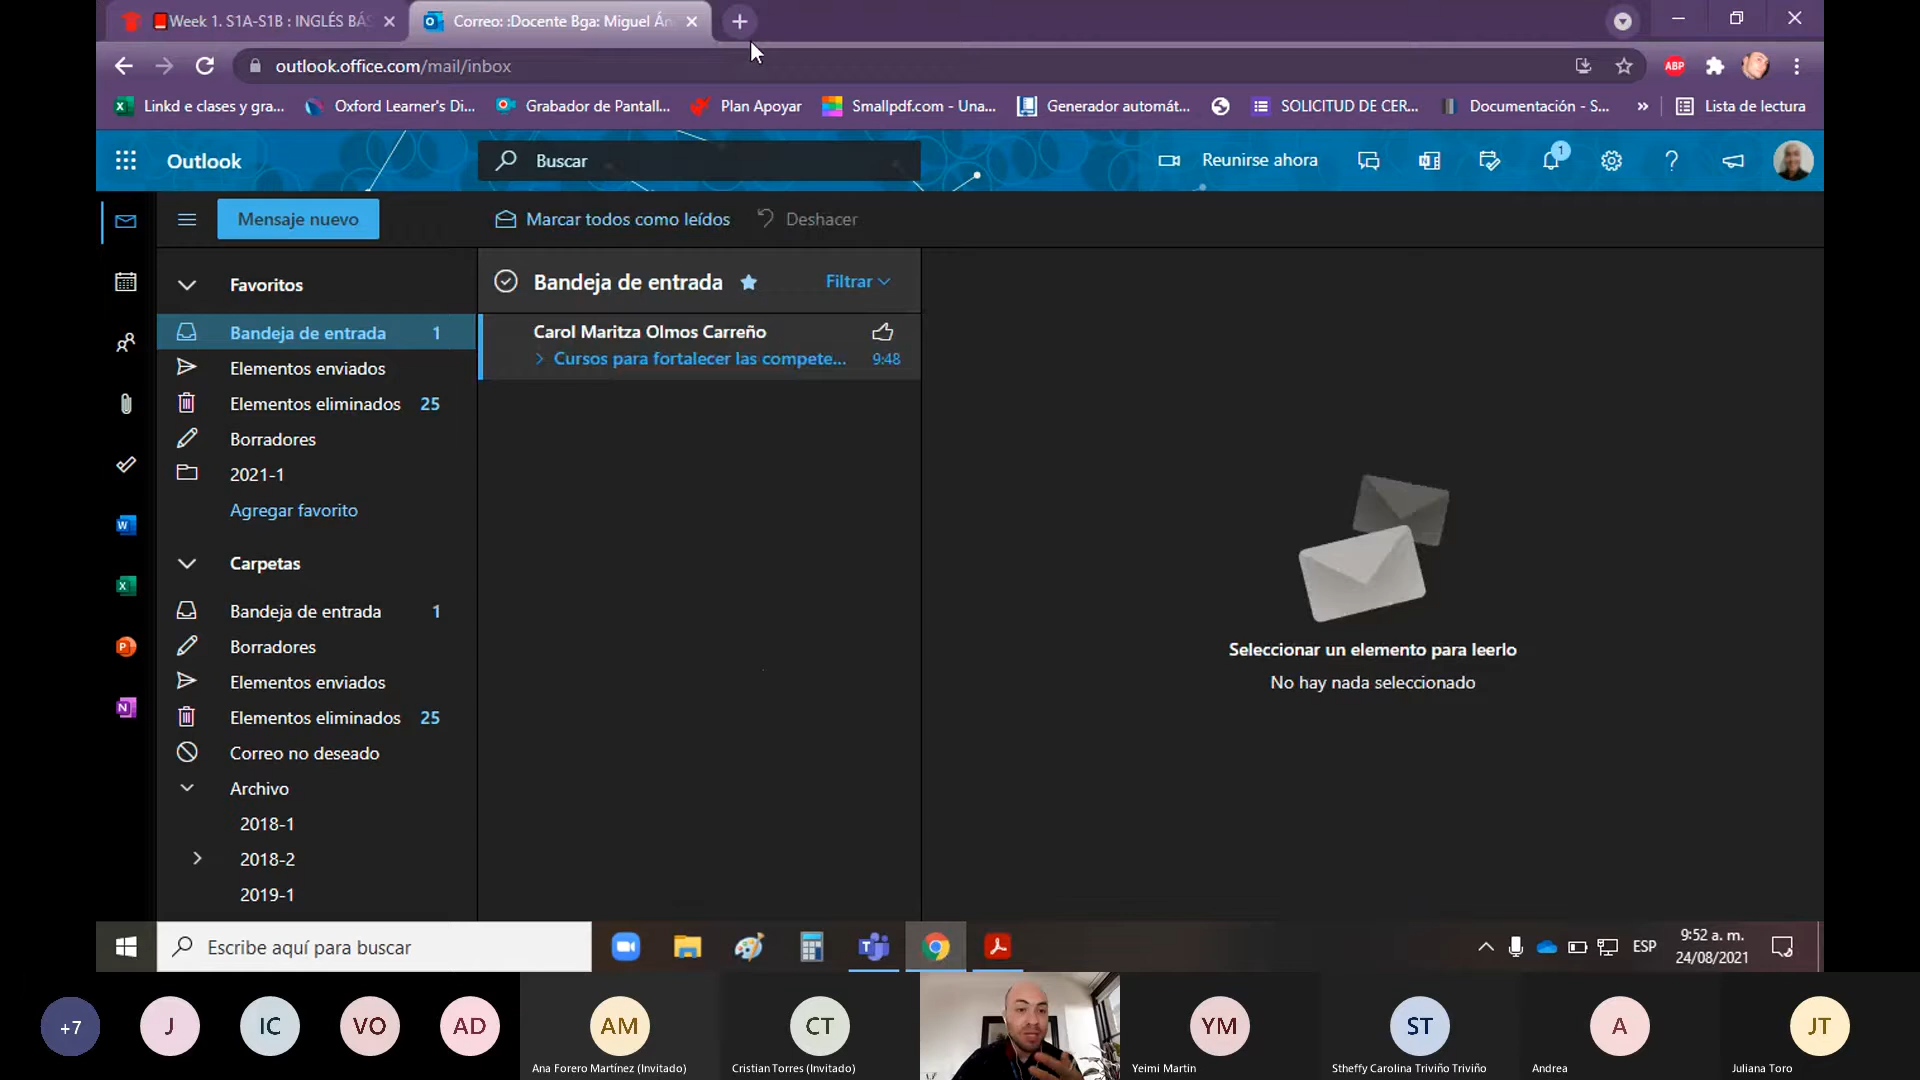 Week 1. S1A-S1B : INGLÉS BÁS
Correo: :Docente Bga: Miguel Án
outlook.office.com/mail/inbox
ABP
Linkd e clases y gra...
Oxford Learner's Di...
Grabador de Pantall...
Plan Apoyar
Smallpdf.com - Una...
Generador automát...
SOLICITUD DE CER...
Documentación - S...
»
Lista de lectura
Outlook
Buscar
Reunirse ahora
1
Mensaje nuevo
Marcar todos como leídos
Deshacer
Favoritos
Bandeja de entrada 1
Elementos enviados
Elementos eliminados 25
Borradores
2021-1
Agregar favorito
Carpetas
Bandeja de entrada 1
Borradores
Elementos enviados
Elementos eliminados 25
Correo no deseado
Archivo
2018-1
2018-2
2019-1
Bandeja de entrada
Filtrar
Carol Maritza Olmos Carreño
Cursos para fortalecer las compete... 9:48
Seleccionar un elemento para leerlo
No hay nada seleccionado
Escribe aquí para buscar
ESP
9:52 a. m.
24/08/2021
+7
J
IC
VO
AD
AM
Ana Forero Martínez (Invitado)
CT
Cristian Torres (Invitado)
YM
Yeimi Martin
ST
Stheffy Carolina Triviño Triviño
A
Andrea
JT
Juliana Toro